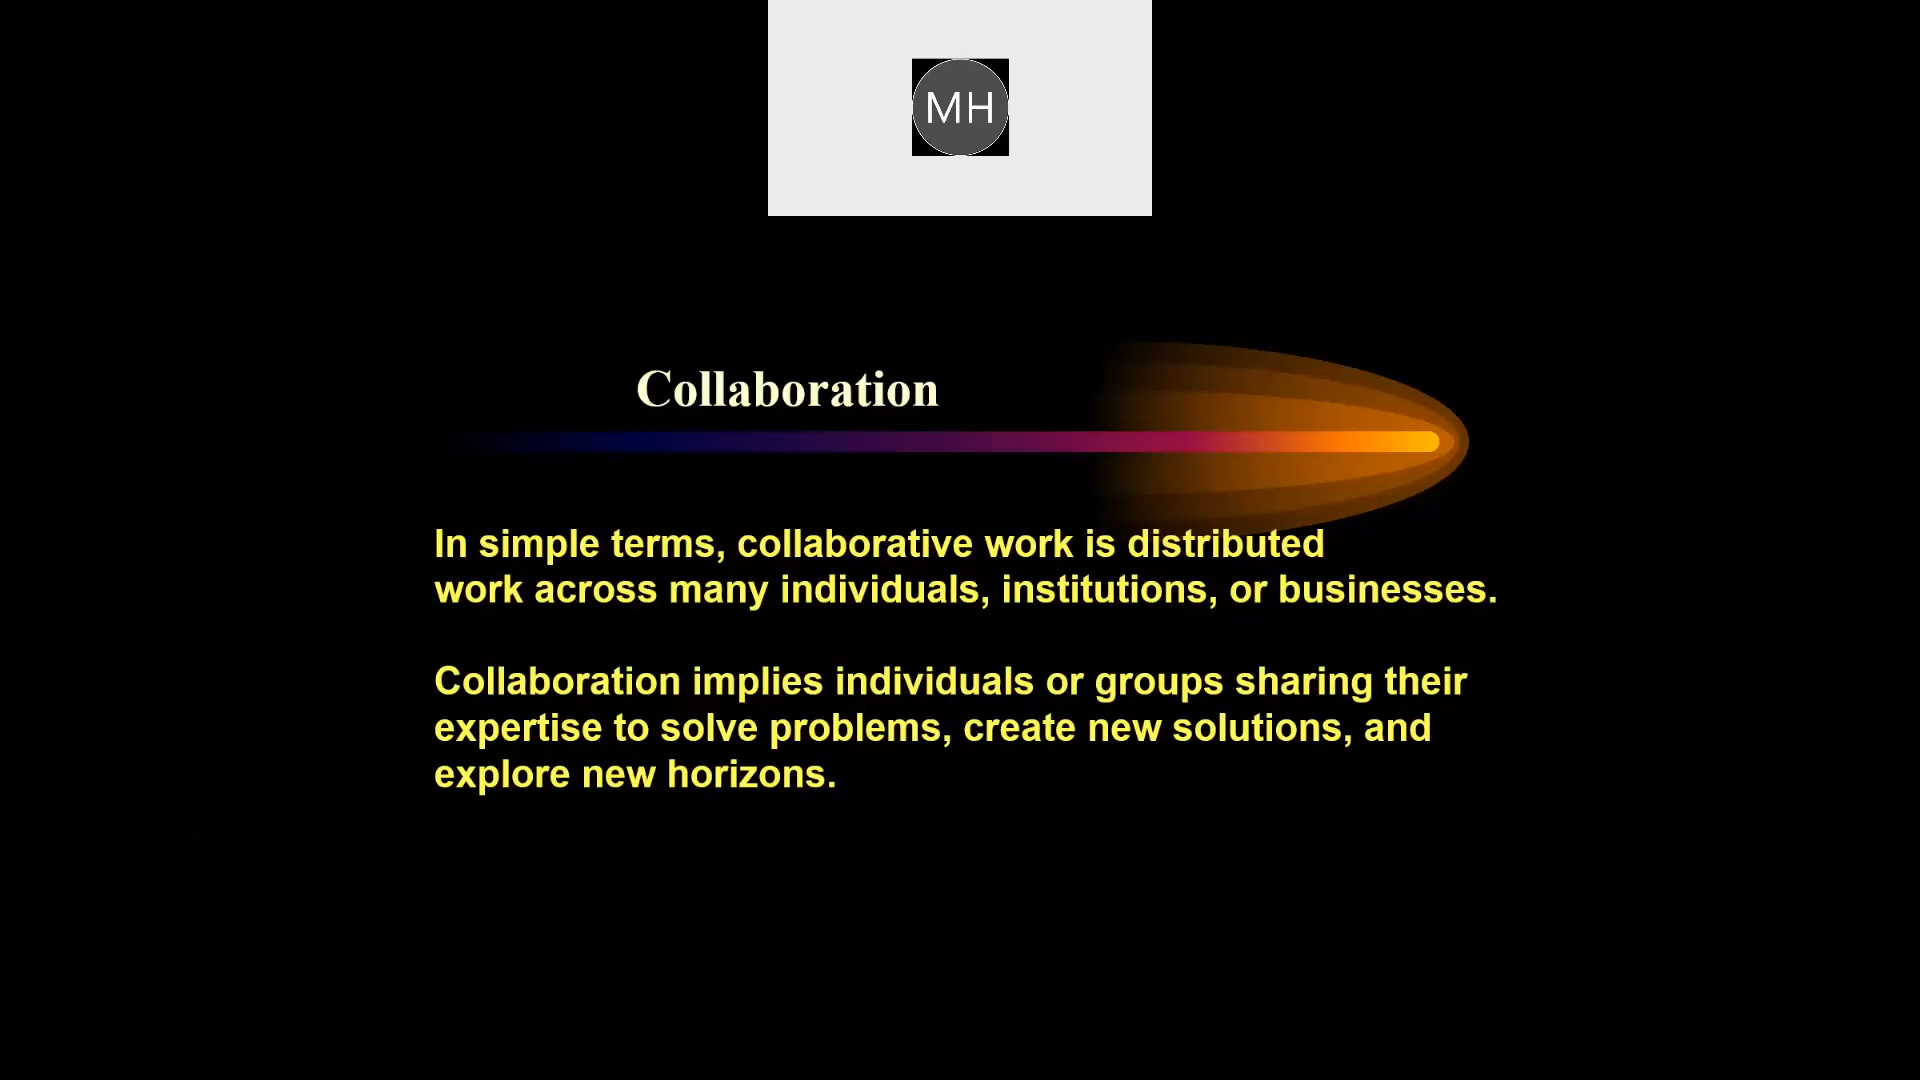 MH
Collaboration
In simple terms, collaborative work is distributed
work across many individuals, institutions, or businesses.
Collaboration implies individuals or groups sharing their
expertise to solve problems, create new solutions, and
explore new horizons.